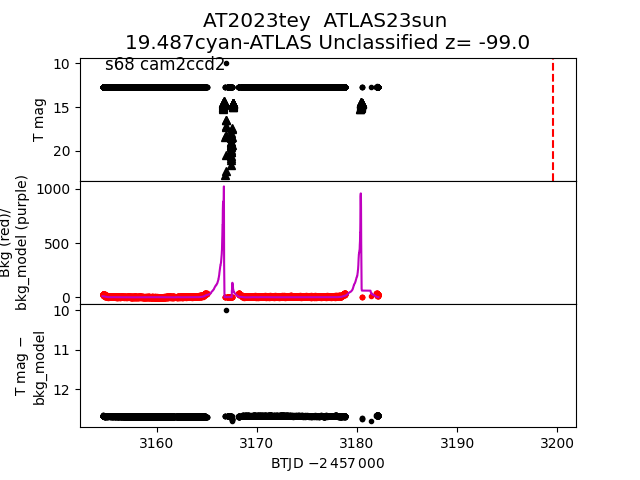 AT2023tey ATLAS23sun
19.487cyan-ATLAS Unclassified z= -99.0
s68 cam2ccd2
10
15
20
T mag
1000
500
0
Bkg (red)/
bkg_model (purple)
10
11
12
T mag −
bkg_model
3160 3170 3180 3190 3200
BTJD −2 457 000